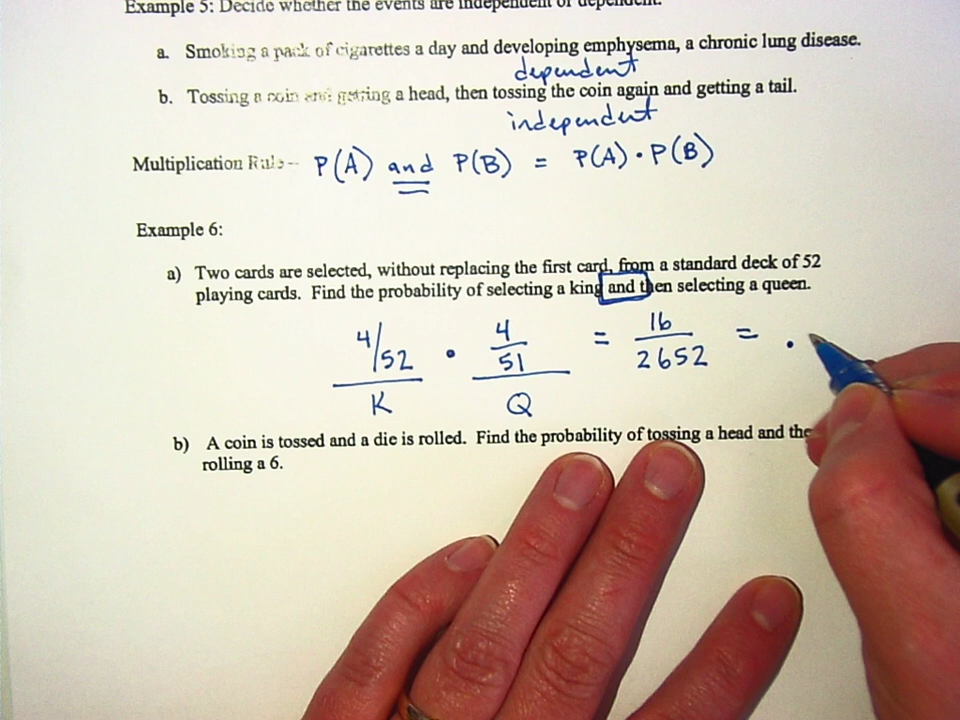 Example 5: Decide whether the events are independent or dependent.
a. Smoking a pack of cigarettes a day and developing emphysema, a chronic lung disease.
dependent
b. Tossing a coin and getting a head, then tossing the coin again and getting a tail.
independent
Multiplication Rule – P(A) and P(B) = P(A) · P(B)
Example 6:
a) Two cards are selected, without replacing the first card, from a standard deck of 52
playing cards. Find the probability of selecting a king and then selecting a queen.
4/52 · 4/51 = 16/2652 = .
K Q
b) A coin is tossed and a die is rolled. Find the probability of tossing a head and the
rolling a 6.